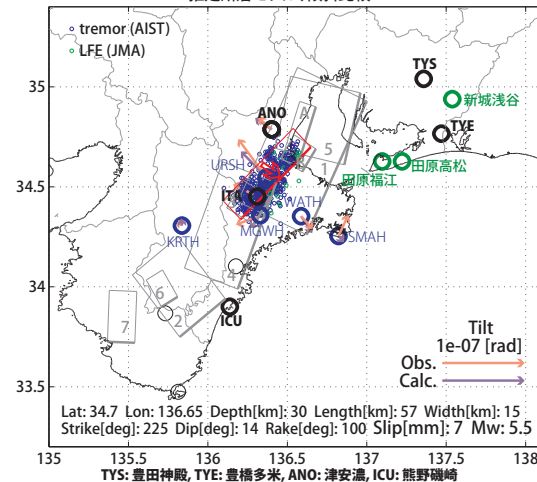 tremor (AIST)
LFE (JMA)
35
34.5
34
33.5
TYS
新城浅谷
ANO
TYE
A
5
1
URSH
田原福江
田原高松
ITA
WATH
MGWH
KRTH
SMAH
4
6
2
7
ICU
Tilt
1e-07 [rad]
Obs.
Calc.
Lat: 34.7 Lon: 136.65 Depth[km]: 30 Length[km]: 57 Width[km]: 15
Strike[deg]: 225 Dip[deg]: 14 Rake[deg]: 100 Slip[mm]: 7 Mw: 5.5
135 135.5 136 136.5 137 137.5 138
TYS: 豊田神殿, TYE: 豊橋多米, ANO: 津安濃, ICU: 熊野磯崎